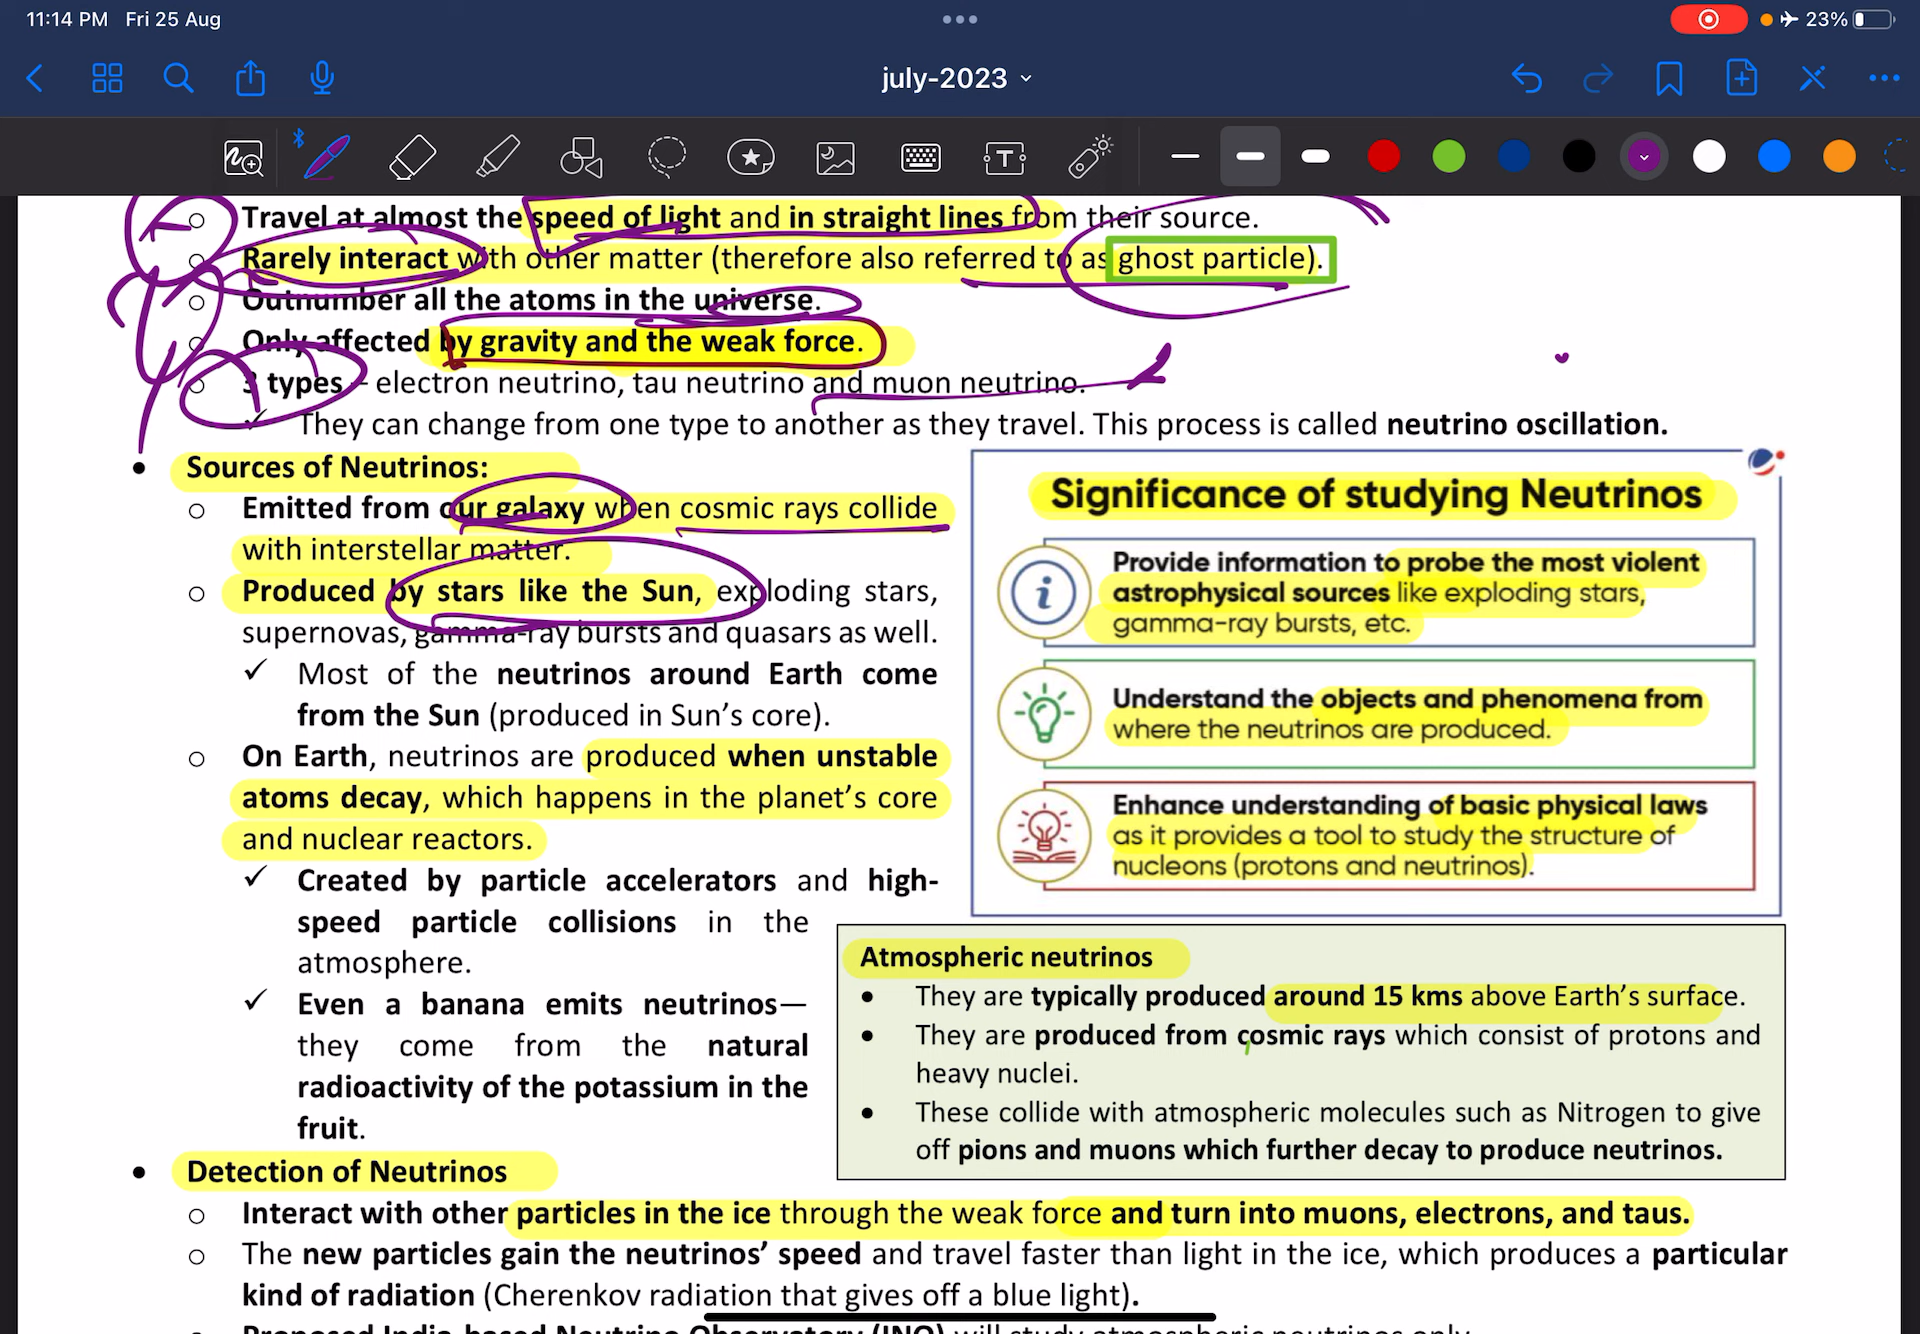 11:14 PM Fri 25 Aug
23%
july-2023
Travel at almost the speed of light and in straight lines from their source.
Rarely interact with other matter (therefore also referred to as ghost particle).
Outnumber all the atoms in the universe.
Only affected by gravity and the weak force.
3 types – electron neutrino, tau neutrino and muon neutrino.
✓ They can change from one type to another as they travel. This process is called neutrino oscillation.
• Sources of Neutrinos:
o Emitted from our galaxy when cosmic rays collide
with interstellar matter.
o Produced by stars like the Sun, exploding stars,
supernovas, gamma-ray bursts and quasars as well.
✓ Most of the neutrinos around Earth come
from the Sun (produced in Sun's core).
o On Earth, neutrinos are produced when unstable
atoms decay, which happens in the planet's core
and nuclear reactors.
✓ Created by particle accelerators and high-
speed particle collisions in the
atmosphere.
✓ Even a banana emits neutrinos—
they come from the natural
radioactivity of the potassium in the
fruit.
Significance of studying Neutrinos
Provide information to probe the most violent
astrophysical sources like exploding stars,
gamma-ray bursts, etc.
Understand the objects and phenomena from
where the neutrinos are produced.
Enhance understanding of basic physical laws
as it provides a tool to study the structure of
nucleons (protons and neutrinos).
Atmospheric neutrinos
• They are typically produced around 15 kms above Earth's surface.
• They are produced from cosmic rays which consist of protons and
heavy nuclei.
• These collide with atmospheric molecules such as Nitrogen to give
off pions and muons which further decay to produce neutrinos.
• Detection of Neutrinos
o Interact with other particles in the ice through the weak force and turn into muons, electrons, and taus.
o The new particles gain the neutrinos' speed and travel faster than light in the ice, which produces a particular
kind of radiation (Cherenkov radiation that gives off a blue light).
Proposed India-based Neutrino Observatory (INO) will study atmospheric neutrinos only